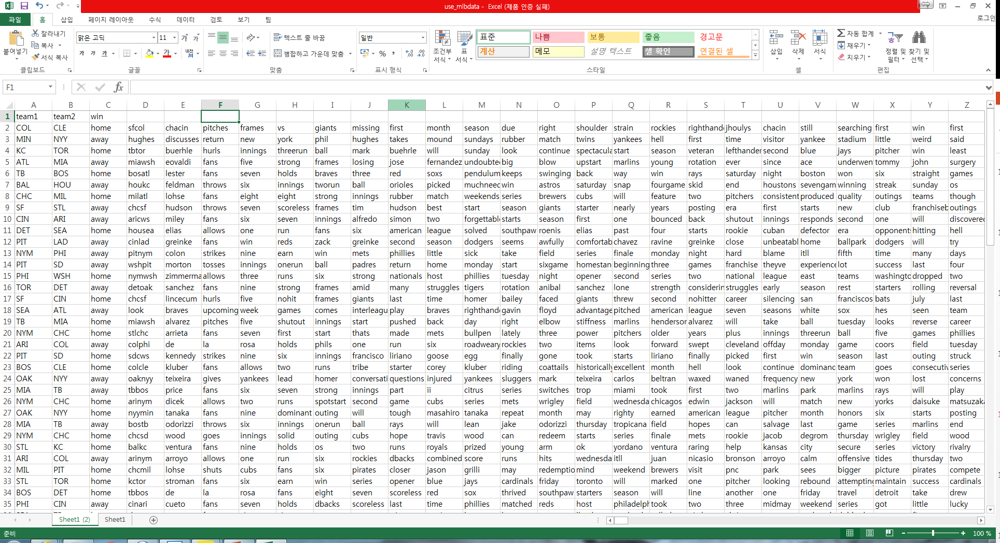 use_mlbdata - Excel (제품 인증 실패)
파일 홈 삽입 페이지 레이아웃 수식 데이터 검토 보기 팀 로그인
붙여넣기 잘라내기 복사 서식 복사 클립보드
맑은 고딕 11 가 가 가 가 가 가 내천 글꼴
텍스트 줄 바꿈 병합하고 가운데 맞춤 맞춤
일반 % 표시 형식
조건부 서식 표 서식 표준 나쁨 보통 좋음 경고문
계산 메모 설명 텍스트 셀 확인 연결된 셀 스타일
삽입 삭제 서식 셀
자동 합계 채우기 지우기 정렬 및 필터 찾기 및 선택 편집
F1 fx
A B C D E F G H I J K L M N O P Q R S T U V W X Y Z
1 team1 team2 win
2 COL CLE home sfcol chacin pitches frames vs giants missing first month season due right shoulder strain rockies righthand jhoulys chacin still searching first win first
3 MIN NYY away hughes discusses return new york phil hughes takes mound sundays rubber match twins yankees hell first time visitor yankee stadium little weird said
4 KC TOR home tbtor buerhle hurls innings threerun ball mark buehrle will sunday look continue spectacula start season veteran lefthander second blue jays pitcher win least
5 ATL MIA away miawsh eovaldi fans five strong frames losing jose fernandez undoubte big blow upstart marlins young rotation ever since ace underwen tommy john surgery
6 TB BOS home bosatl lester fans seven holds braves three red soxs pendulum keeps swinging back way win rays saturday night boston won six straight games
7 BAL HOU away houkc feldman throws six innings tworun ball orioles picked muchneed win astros saturday snap fourgame skid end houstons sevengam winning streak sunday os
8 CHC MIL home milatl lohse fans eight eight strong innings rubber match weekends series brewers cubs will feature two pitchers consistent produced quality outings teams though
9 SF STL away chcsf hudson throws seven scoreless frames tim hudson best start season giants starter nearly years posting era first starts new club franchiseb outings
10 CIN ARI away aricws miley fans six seven innings alfredo simon two forgettabl starts season first one bounced back shutout innings responds second one will discovered
11 DET SEA home housea elias allows one run fans six american league solved southpaw roenis elias past four starts rookie cuban defector era opponents hitting hell
12 PIT LAD away cinlad greinke fans win reds zack greinke second season dodgers seems awfully comfortab chavez ravine greinke close unbeatabl home ballpark dodgers will try
13 NYM PHI away pitnym colon strikes nine earn win mets phillies little sick take field series finale monday night hard blame itll fifth time many days
14 PIT SD away wshpit morton tosses innings onerun ball padres return home monday start sixgame homestan beginning three games franchise theyve experience lot success last four
15 PHI WSH home nymwsh zimmerma allows three runs six strong nationals host phillies tuesday night opener second series two national league east teams washingto dropped two
16 TOR DET away detoak sanchez fans nine strong frames amid many struggles tigers rotation anibal sanchez lone strength considerin struggles early season rest starters rolling reversal
17 SF CIN home chcsf lincecum hurls five nohit frames giants last time homer bailey faced giants threw second nohitter career silencing san franciscos bats july last
18 SEA ATL away look braves upcoming week games comes interleagu play braves righthand gavin floyd advantage pitched american league seven seasons white sox hes seen team
19 TB MIA home miawsh alvarez pitches five shutout innings start pushed back day right elbow stiffness marlins henderson alvarez will take ball tuesday looks reverse career
20 NYM CHC home stlchc arrieta fans seven first start thats made mets bullpen lately three power pitchers older years plus innings threerun ball five games phillies
21 ARI COL away colphi de la rosa holds phils one run six roadweary rockies two items look forward swept cleveland offday monday game coors field tuesday
22 PIT SD home sdcws kennedy strikes nine six innings francisco liriano goose egg finally gone took starts liriano finally picked first win season last outing struck
23 BOS CLE home colcle kluber fans allows two runs tribe starter corey kluber riding coattails historically excellent month hell look continue dominanc team goes consecutiv series
24 OAK NYY away oaknyy teixeira gives yankees lead homer conversati questions injured yankees sluggers mark teixeira carlos beltran waxed waned frequency new york won lost concerns
25 MIA TB away tbbos price fans six seven strong innings part ii citrus series switches trop miami took first two marlins park marlins rays will play
26 NYM CHC home arinym dicek allows two runs spotstart second game cubs series mets wrigley field wednesda chicagos edwin jackson will match new yorks daisuke matsuzak
27 OAK NYY home nyymin tanaka fans nine dominant outing will tough masahiro tanaka repeat month may righty earned american league pitcher month honors six starts posting
28 MIA TB away bostb odorizzi throws six innings onerun ball rays will lean jake odorizzi thursday tropicana field hopes can salvage last game series marlins end
29 NYM CHC home chcsd wood goes innings solid outing cubs hope travis wood can redeem starts series finale mets rookie jacob degrom thursday wrigley field wood
30 STL KC home balkc ventura fans nine holds os two runs royals prized young arm ok yordano ventura raring help kansas city secure series victory rivalry
31 ARI COL away arinym arroyo allows one run six rockies dbacks combined score runs hits wednesda itll juan nicasio bronson arroyo calm offensive tides thursday two
32 MIL PIT home chcmil lohse shuts cubs fans six pirates closer jason grilli may redemptio mind weekend brewers visit pnc park sees bigger picture pirates compete
33 STL TOR home kctor stroman fans six earn win series opener blue jays cardinals friday toronto will marked one pitcher looking rebound attempting maintain success cardinals
34 BOS DET home tbbos de la rosa fans eight seven scoreless red sox thrived southpaw starters season will line another one friday travel detroit take drew
35 PHI CIN away cinari cueto fans seven holds dbacks scoreless last time phillies matched reds host philadelph took two three midway weekend series got little lucky
Sheet1 (2) Sheet1
준비 100 %